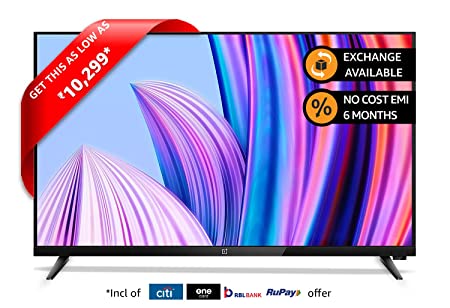 GET THIS AS LOW AS
₹10,299*
EXCHANGE
AVAILABLE
%
NO COST EMI
6 MONTHS
*Incl of citi one card RBLBANK RuPay offer